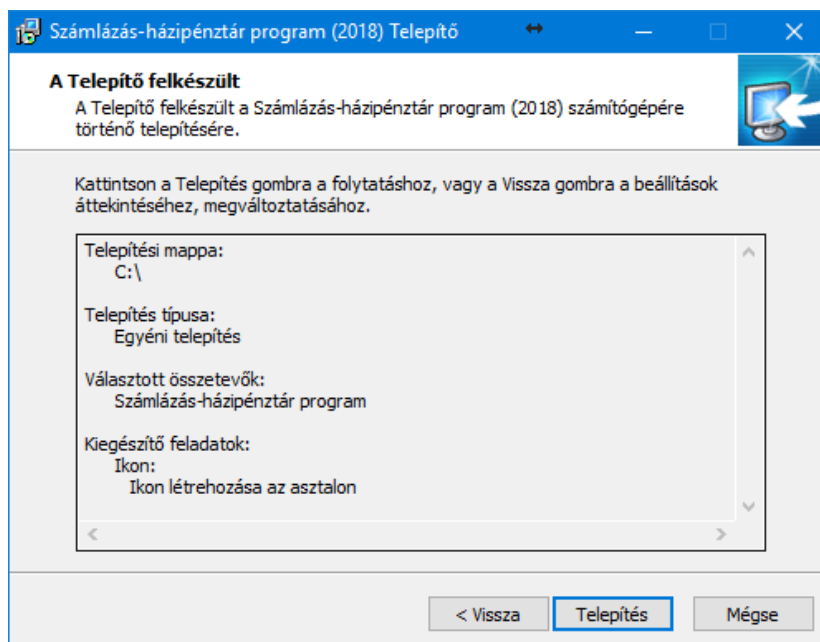 Számlázás-házipénztár program (2018) Telepítő
A Telepítő felkészült
A Telepítő felkészült a Számlázás-házipénztár program (2018) számítógépére
történő telepítésére.
Kattintson a Telepítés gombra a folytatáshoz, vagy a Vissza gombra a beállítások
áttekintéséhez, megváltoztatásához.
Telepítési mappa:
C:\
Telepítés típusa:
Egyéni telepítés
Választott összetevők:
Számlázás-házipénztár program
Kiegészítő feladatok:
Ikon:
Ikon létrehozása az asztalon
< Vissza
Telepítés
Mégse